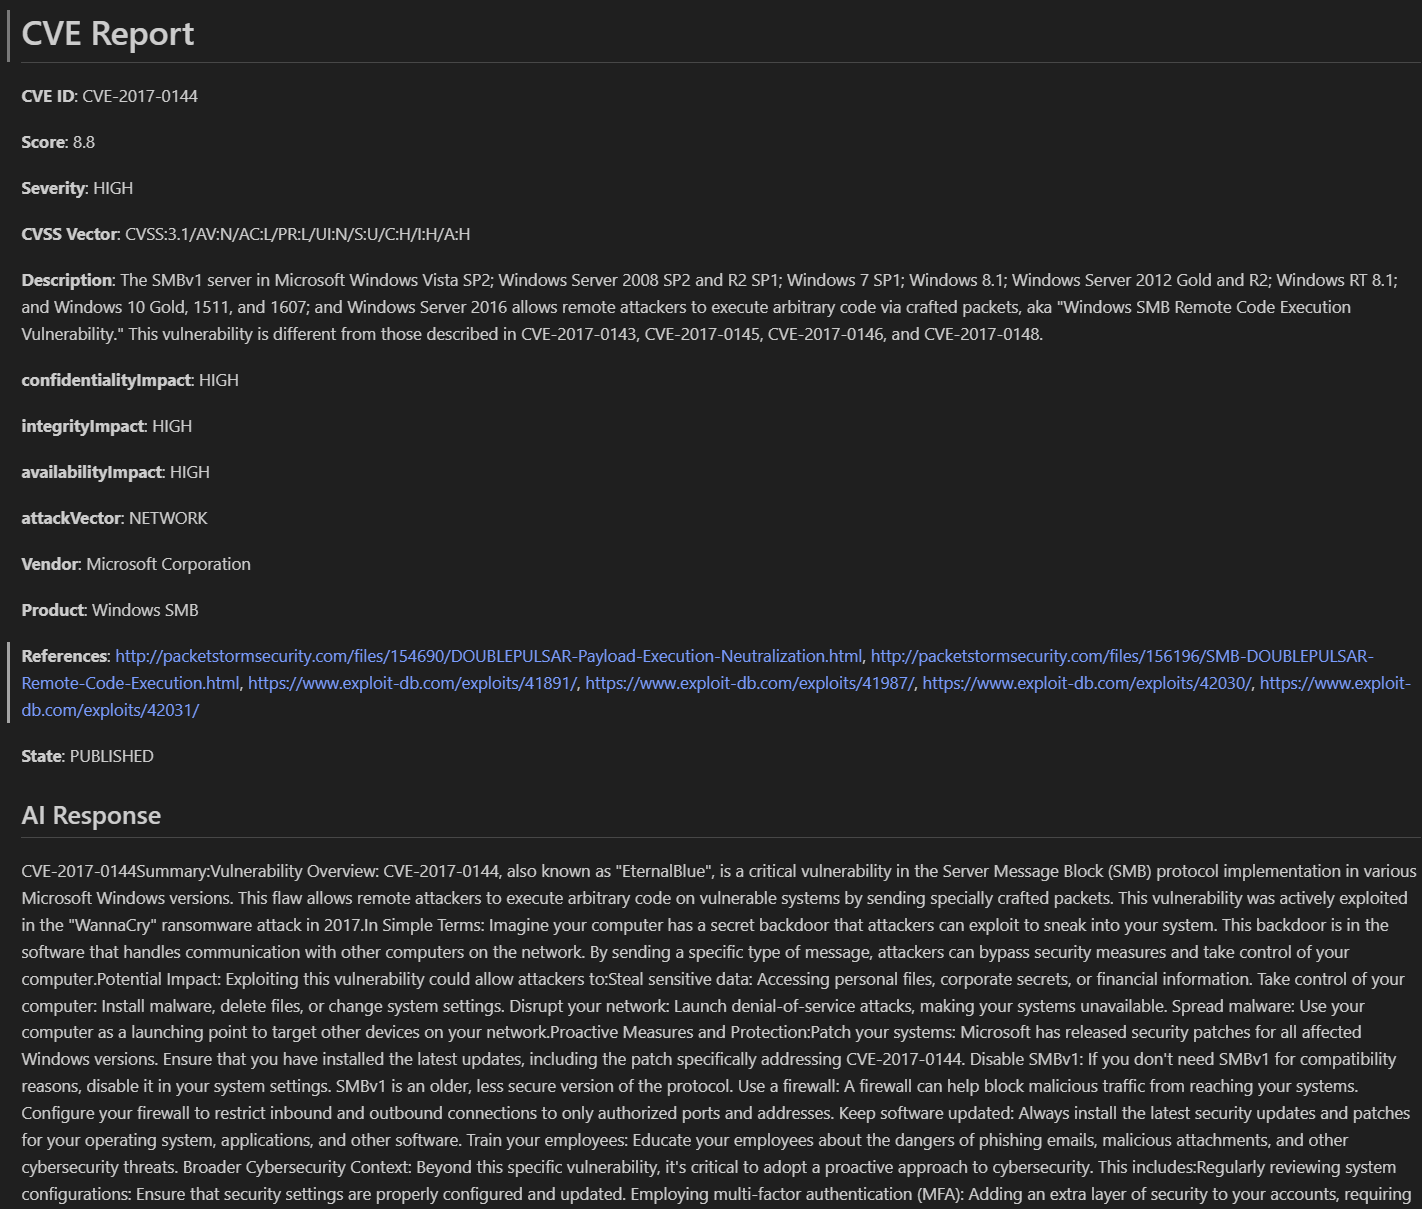 CVE Report
CVE ID: CVE-2017-0144
Score: 8.8
Severity: HIGH
CVSS Vector: CVSS:3.1/AV:N/AC:L/PR:L/UI:N/S:U/C:H/I:H/A:H
Description: The SMBv1 server in Microsoft Windows Vista SP2; Windows Server 2008 SP2 and R2 SP1; Windows 7 SP1; Windows 8.1; Windows Server 2012 Gold and R2; Windows RT 8.1;
and Windows 10 Gold, 1511, and 1607; and Windows Server 2016 allows remote attackers to execute arbitrary code via crafted packets, aka "Windows SMB Remote Code Execution
Vulnerability." This vulnerability is different from those described in CVE-2017-0143, CVE-2017-0145, CVE-2017-0146, and CVE-2017-0148.
confidentialityImpact: HIGH
integrityImpact: HIGH
availabilityImpact: HIGH
attackVector: NETWORK
Vendor: Microsoft Corporation
Product: Windows SMB
References: http://packetstormsecurity.com/files/154690/DOUBLEPULSAR-Payload-Execution-Neutralization.html, http://packetstormsecurity.com/files/156196/SMB-DOUBLEPULSAR-
Remote-Code-Execution.html, https://www.exploit-db.com/exploits/41891/, https://www.exploit-db.com/exploits/41987/, https://www.exploit-db.com/exploits/42030/, https://www.exploit-
db.com/exploits/42031/
State: PUBLISHED
AI Response
CVE-2017-0144Summary:Vulnerability Overview: CVE-2017-0144, also known as "EternalBlue", is a critical vulnerability in the Server Message Block (SMB) protocol implementation in various
Microsoft Windows versions. This flaw allows remote attackers to execute arbitrary code on vulnerable systems by sending specially crafted packets. This vulnerability was actively exploited
in the "WannaCry" ransomware attack in 2017.In Simple Terms: Imagine your computer has a secret backdoor that attackers can exploit to sneak into your system. This backdoor is in the
software that handles communication with other computers on the network. By sending a specific type of message, attackers can bypass security measures and take control of your
computer.Potential Impact: Exploiting this vulnerability could allow attackers to:Steal sensitive data: Accessing personal files, corporate secrets, or financial information. Take control of your
computer: Install malware, delete files, or change system settings. Disrupt your network: Launch denial-of-service attacks, making your systems unavailable. Spread malware: Use your
computer as a launching point to target other devices on your network.Proactive Measures and Protection:Patch your systems: Microsoft has released security patches for all affected
Windows versions. Ensure that you have installed the latest updates, including the patch specifically addressing CVE-2017-0144. Disable SMBv1: If you don't need SMBv1 for compatibility
reasons, disable it in your system settings. SMBv1 is an older, less secure version of the protocol. Use a firewall: A firewall can help block malicious traffic from reaching your systems.
Configure your firewall to restrict inbound and outbound connections to only authorized ports and addresses. Keep software updated: Always install the latest security updates and patches
for your operating system, applications, and other software. Train your employees: Educate your employees about the dangers of phishing emails, malicious attachments, and other
cybersecurity threats. Broader Cybersecurity Context: Beyond this specific vulnerability, it's critical to adopt a proactive approach to cybersecurity. This includes:Regularly reviewing system
configurations: Ensure that security settings are properly configured and updated. Employing multi-factor authentication (MFA): Adding an extra layer of security to your accounts, requiring